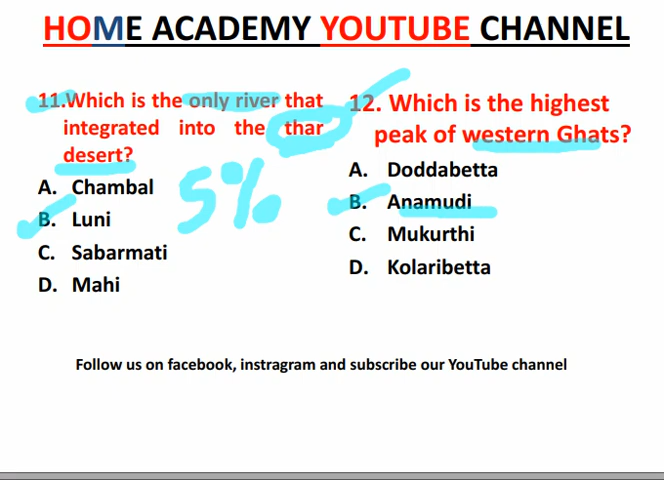 HOME ACADEMY YOUTUBE CHANNEL
11.Which is the only river that
integrated into the thar
desert?
A. Chambal
B. Luni
C. Sabarmati
D. Mahi
5%
12. Which is the highest
peak of western Ghats?
A. Doddabetta
B. Anamudi
C. Mukurthi
D. Kolaribetta
Follow us on facebook, instragram and subscribe our YouTube channel